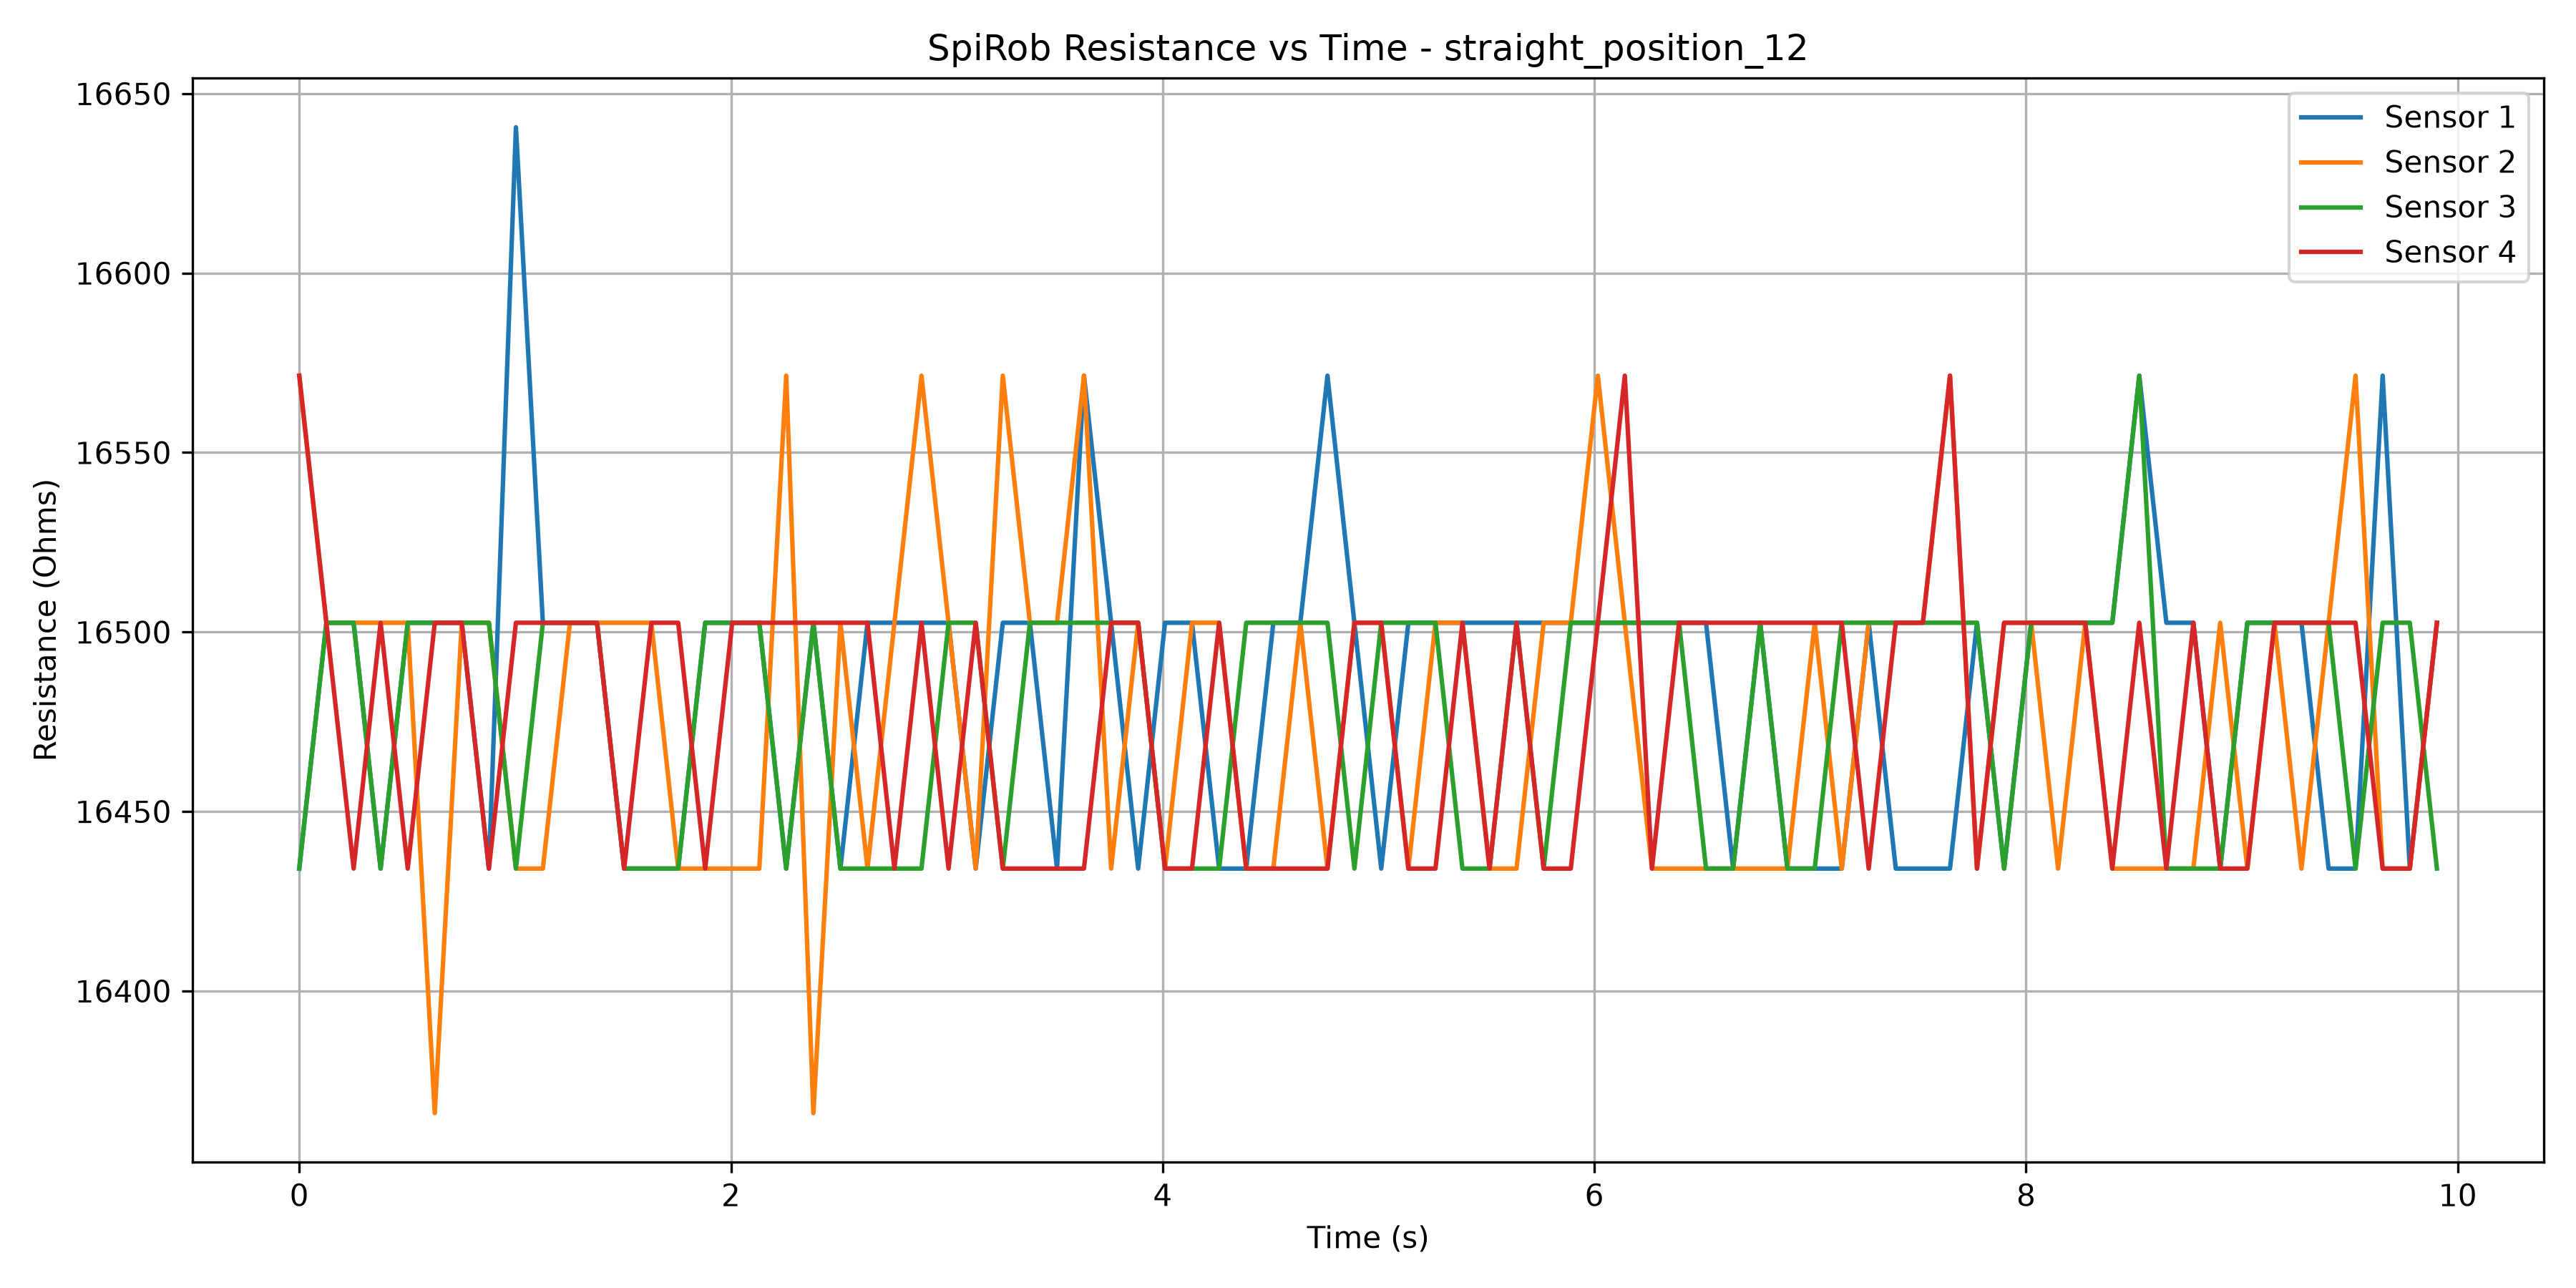 SpiRob Resistance vs Time - straight_position_12
16650
16600
16550
16500
16450
16400
Resistance (Ohms)
Sensor 1
Sensor 2
Sensor 3
Sensor 4
0 2 4 6 8 10
Time (s)